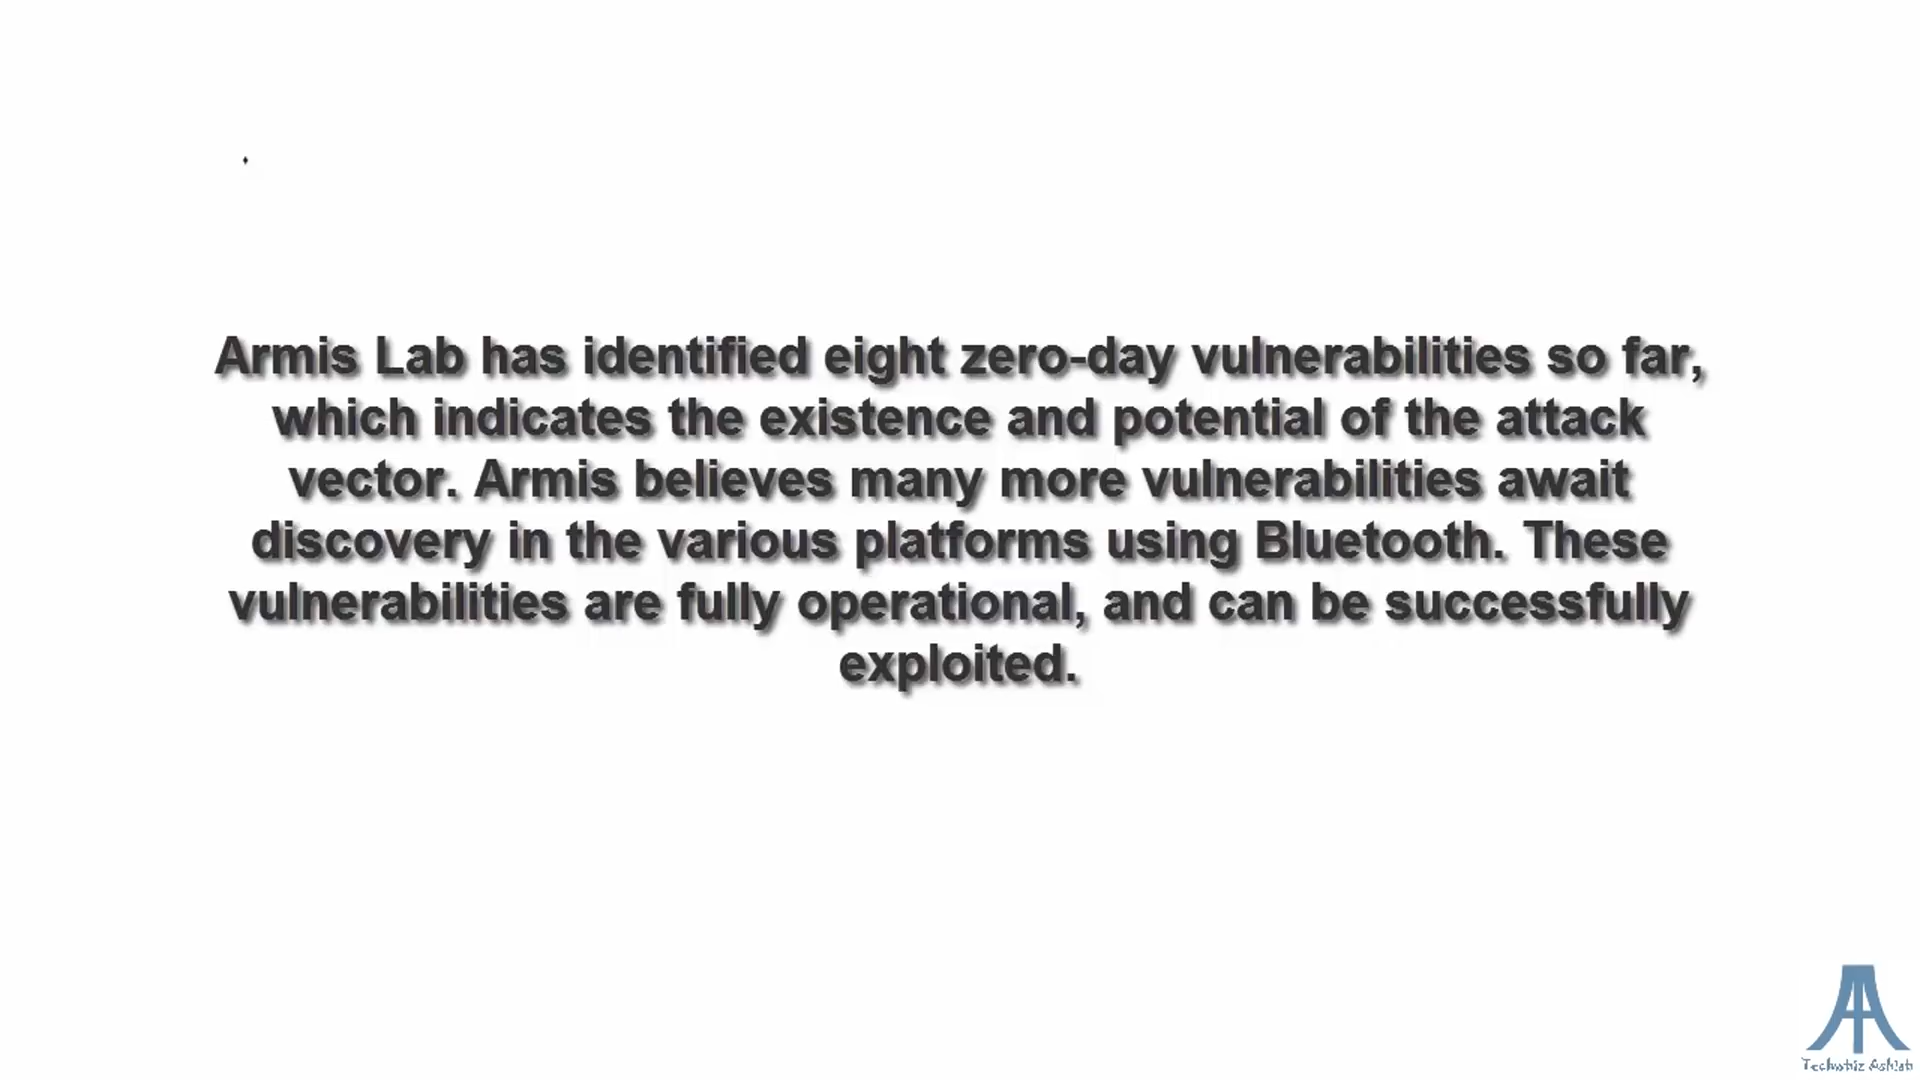 Armis Lab has identified eight zero-day vulnerabilities so far,
which indicates the existence and potential of the attack
vector. Armis believes many more vulnerabilities await
discovery in the various platforms using Bluetooth. These
vulnerabilities are fully operational, and can be successfully
exploited.
Techwhiz